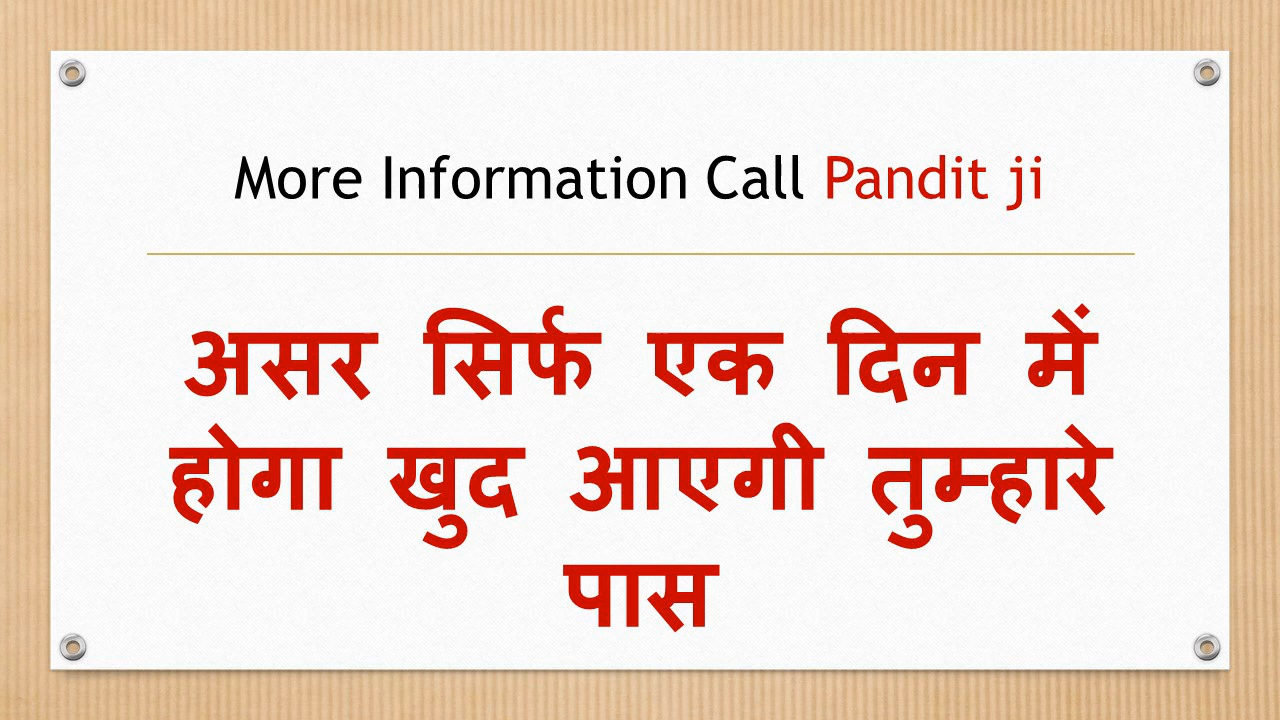 More Information Call Pandit ji
असर सिर्फ एक दिन में
होगा खुद आएगी तुम्हारे
पास